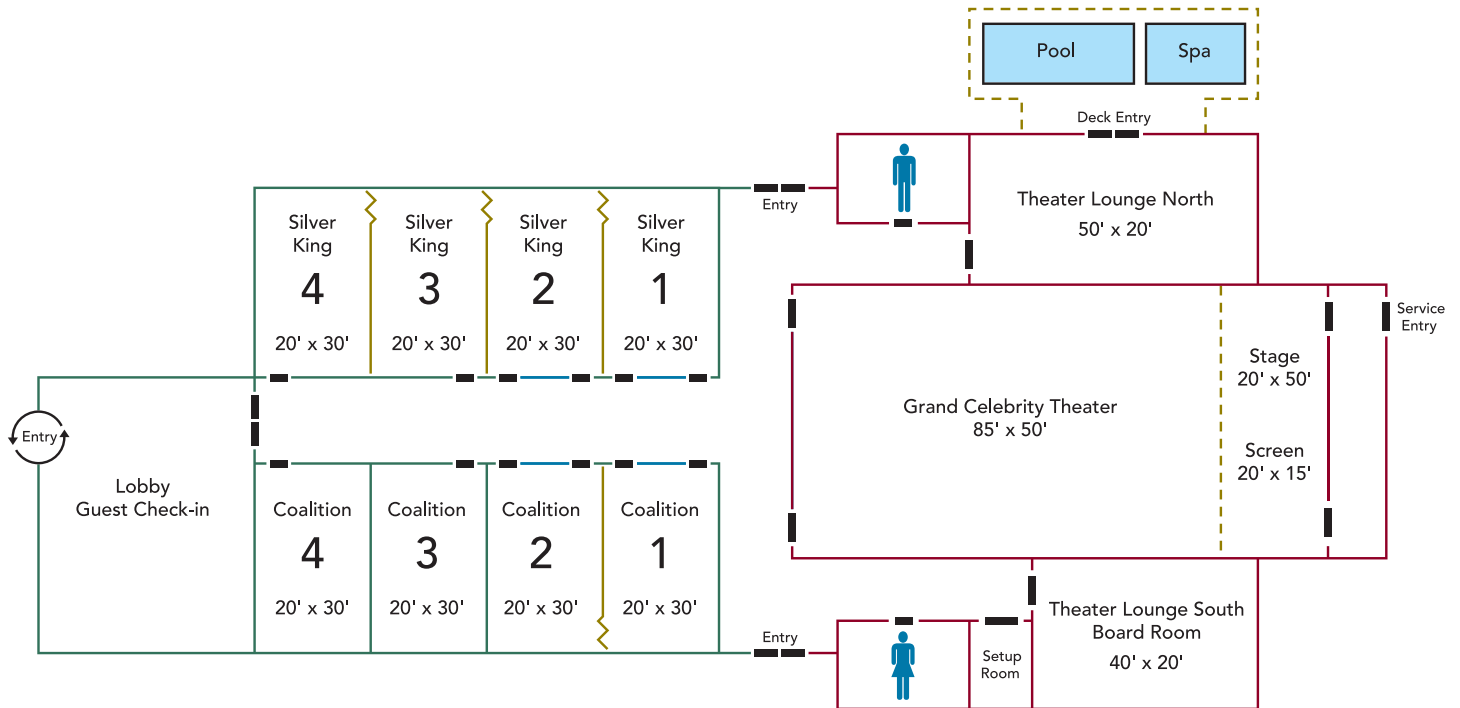 Pool
Spa
Deck Entry
Theater Lounge North
50' x 20'
Entry
Silver
King
4
20' x 30'
Silver
King
3
20' x 30'
Silver
King
2
20' x 30'
Silver
King
1
20' x 30'
Service
Entry
Stage
20' x 50'
Grand Celebrity Theater
85' x 50'
Screen
20' x 15'
Entry
Lobby
Guest Check-in
Coalition
4
20' x 30'
Coalition
3
20' x 30'
Coalition
2
20' x 30'
Coalition
1
20' x 30'
Entry
Setup
Room
Theater Lounge South
Board Room
40' x 20'